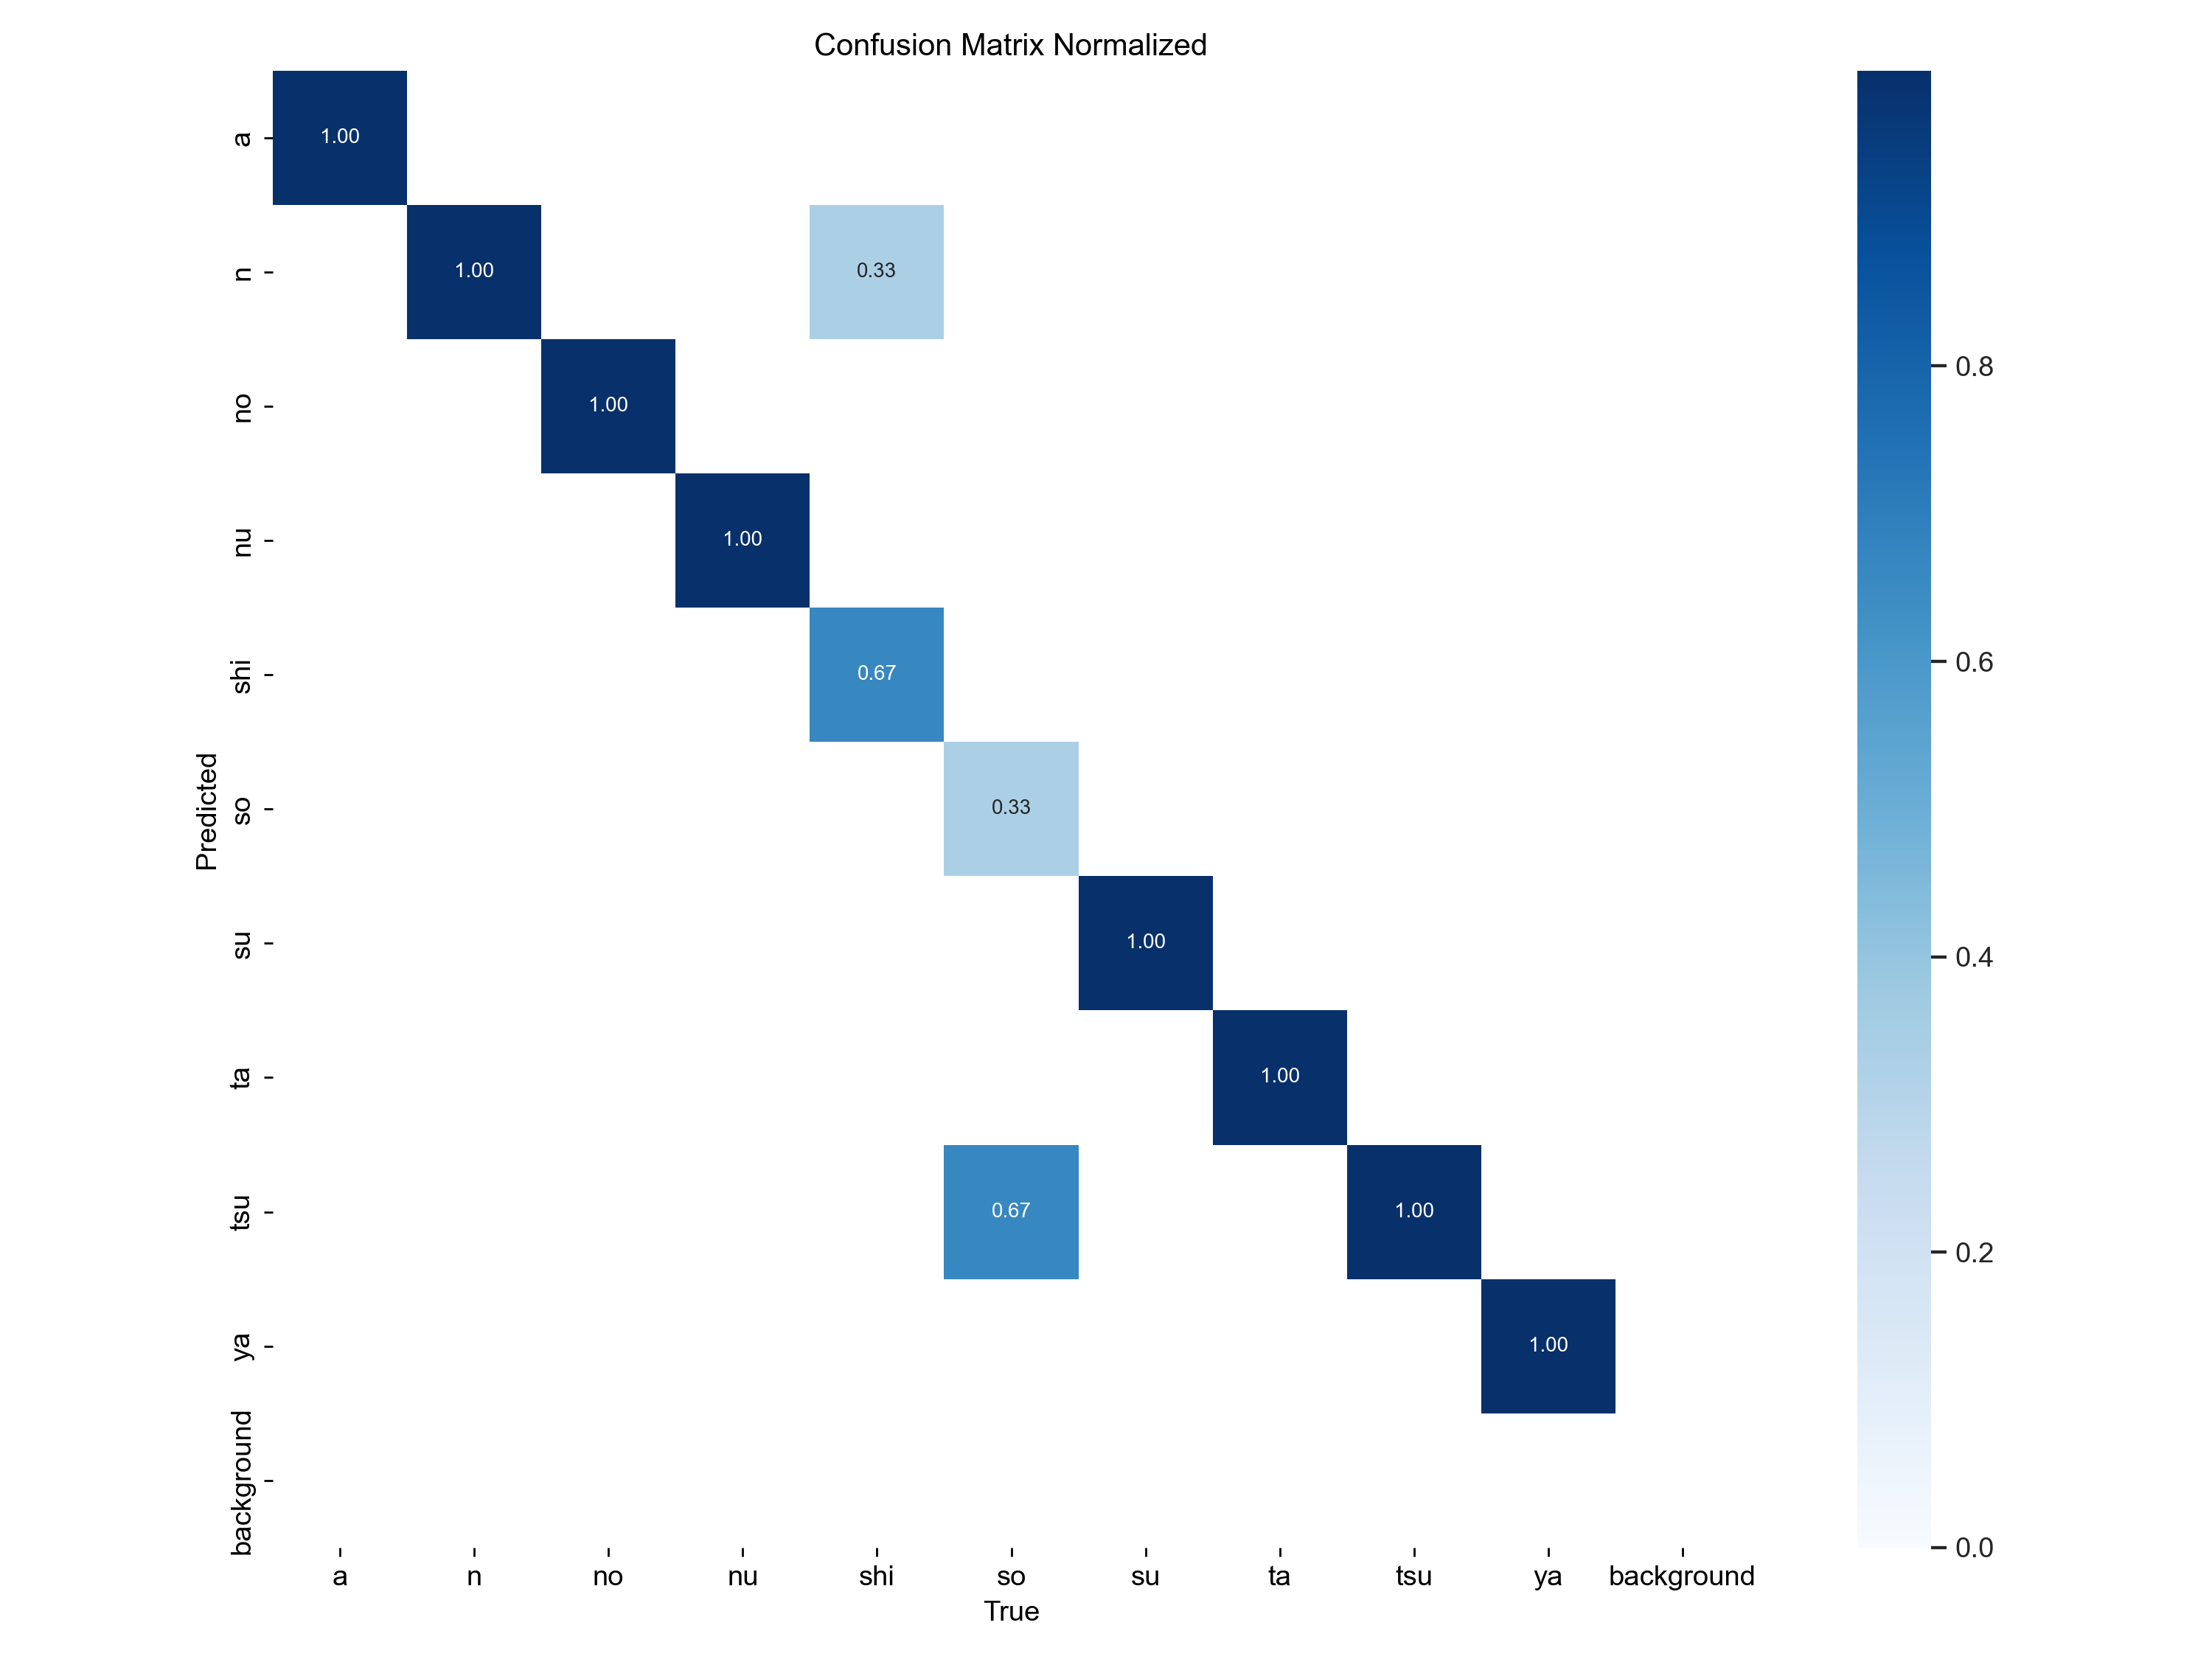 Confusion Matrix Normalized
a 1.00
n 1.00 0.33
no 1.00
nu 1.00
shi 0.67
so 0.33
su 1.00
ta 1.00
tsu 0.67 1.00
ya 1.00
background
Predicted
a n no nu shi so su ta tsu ya background
True
0.8
0.6
0.4
0.2
0.0